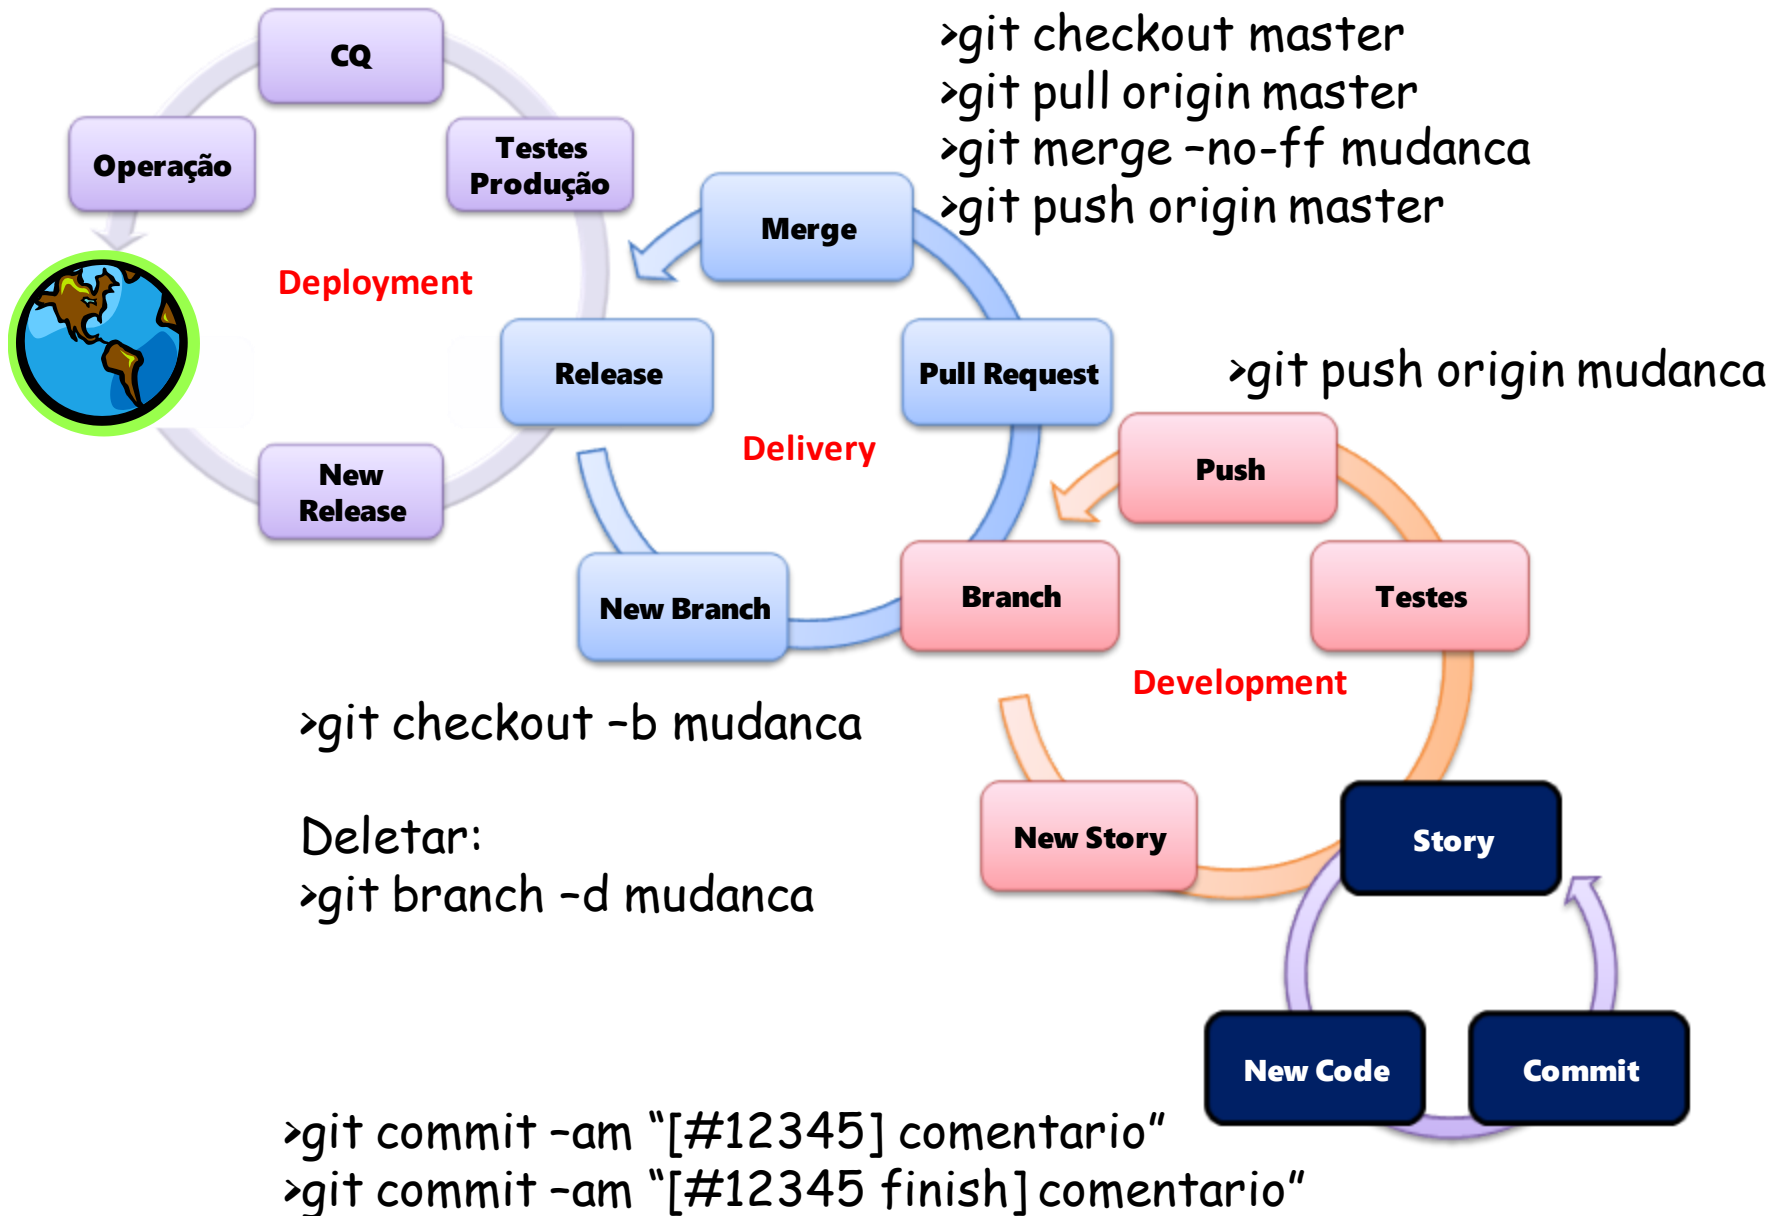 CQ
Operação
Testes
Produção
Deployment
New
Release
>git checkout master
>git pull origin master
>git merge –no-ff mudanca
>git push origin master
Merge
Release
Pull Request
Delivery
New Branch
>git push origin mudanca
Push
Branch
Testes
Development
New Story
Story
New Code
Commit
>git checkout –b mudanca
Deletar:
>git branch –d mudanca
>git commit –am “[#12345] comentario”
>git commit –am “[#12345 finish] comentario”